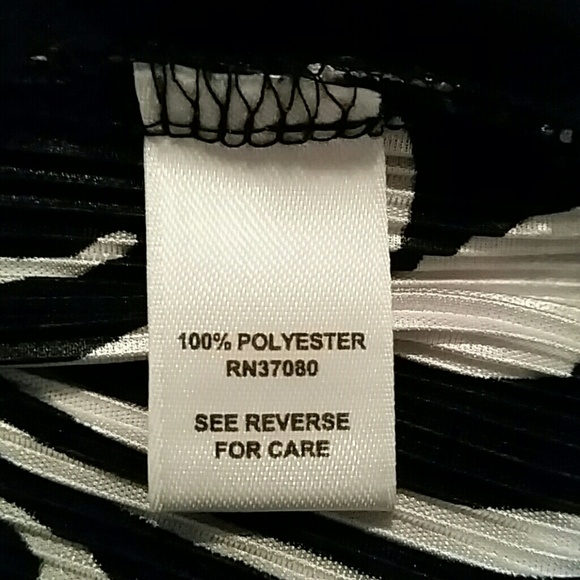 100% POLYESTER
RN37080
SEE REVERSE
FOR CARE